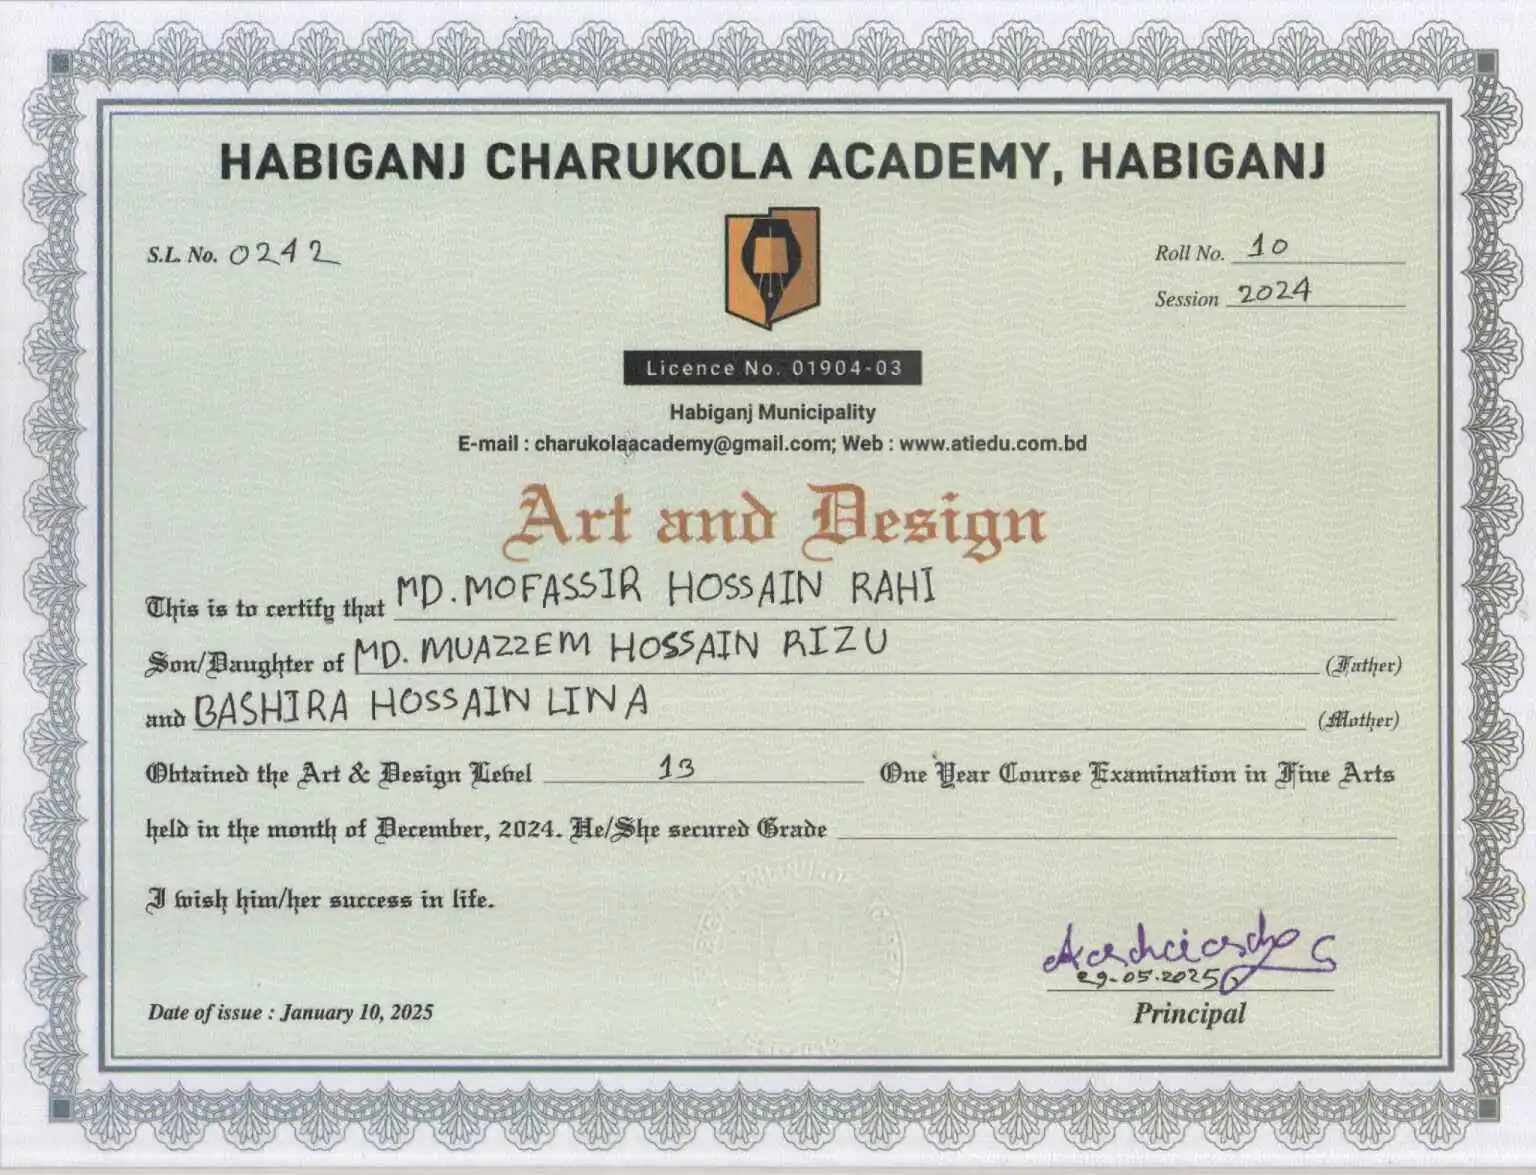 HABIGANJ CHARUKOLA ACADEMY, HABIGANJ
S.L. No. 0242
Roll No. 10
Session 2024
Licence No. 01904-03
Habiganj Municipality
E-mail : charukolaacademy@gmail.com; Web : www.atiedu.com.bd
Art and Design
This is to certify that MD. MOFASSIR HOSSAIN RAHI
Son/Daughter of MD. MUAZZEM HOSSAIN RIZU (Father)
and BASHIRA HOSSAIN LINA (Mother)
Obtained the Art & Design Level 13 One Year Course Examination in Fine Arts
held in the month of December, 2024. He/She secured Grade
I wish him/her success in life.
29.05.2025
Date of issue : January 10, 2025
Principal